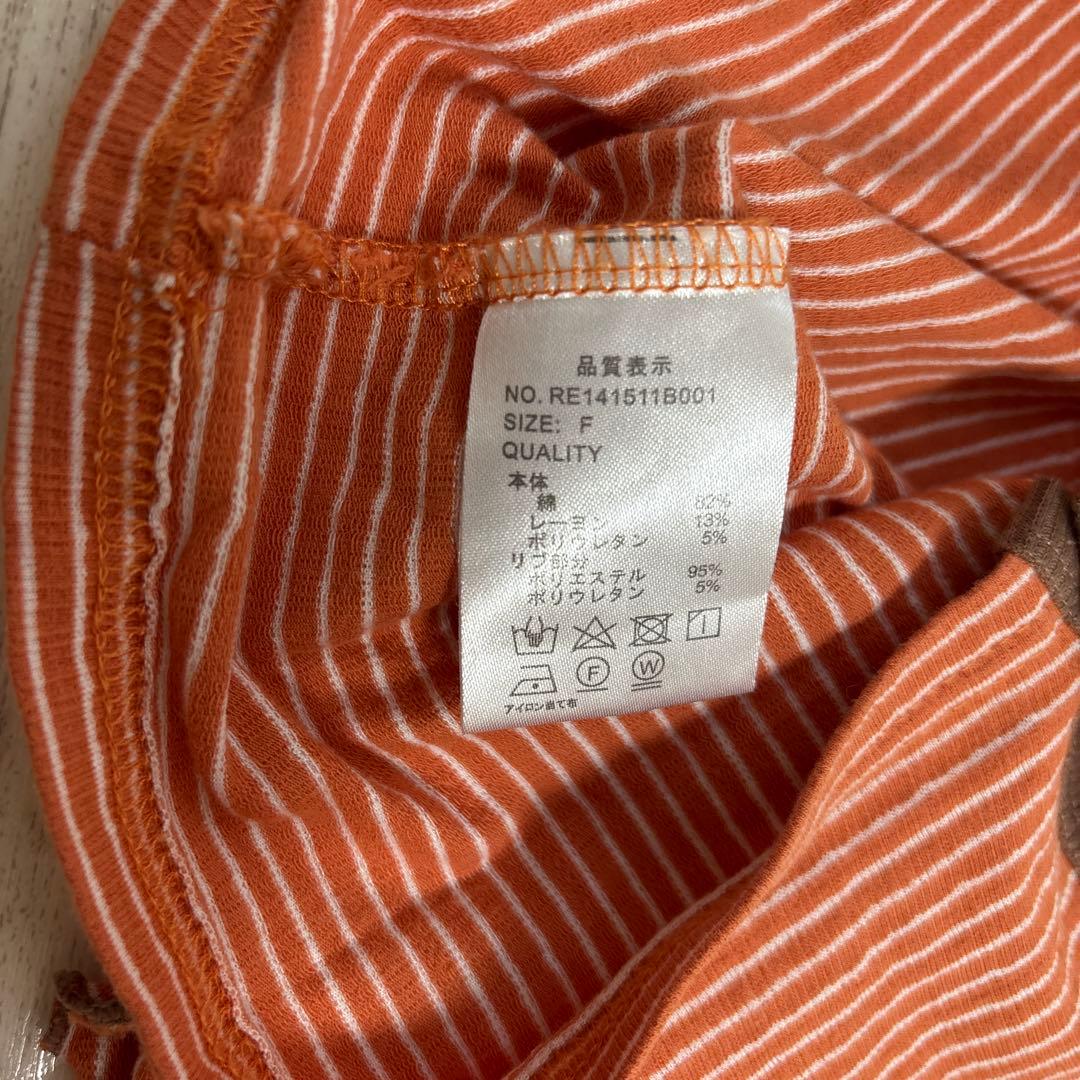 品質表示
NO. RE141511B001
SIZE: F
QUALITY
本体
綿 82%
レーヨン 13%
ポリウレタン 5%
リブ部分
ポリエステル 95%
ポリウレタン 5%
F W
アイロン当て布